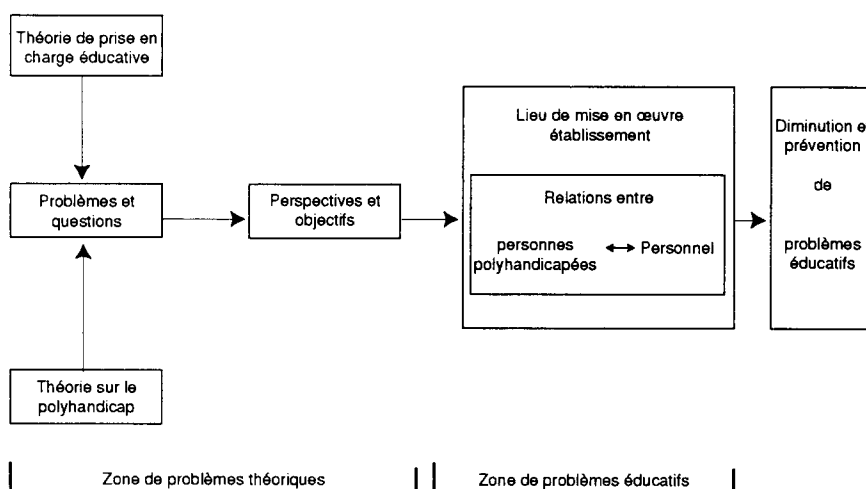 Théorie de prise en
charge éducative
Problèmes et
questions
Théorie sur le
polyhandicap
Perspectives et
objectifs
Lieu de mise en œuvre
établissement
Relations entre
personnes
polyhandicapées
Personnel
Diminution e
prévention
de
problèmes
éducatifs
Zone de problèmes théoriques
Zone de problèmes éducatifs